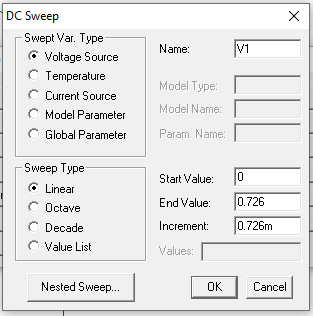 DC Sweep
Swept Var. Type
Voltage Source
Temperature
Current Source
Model Parameter
Global Parameter
Name: V1
Model Type:
Model Name:
Param. Name:
Sweep Type
Linear
Octave
Decade
Value List
Start Value: 0
End Value: 0.726
Increment: 0.726m
Values:
Nested Sweep...
OK
Cancel